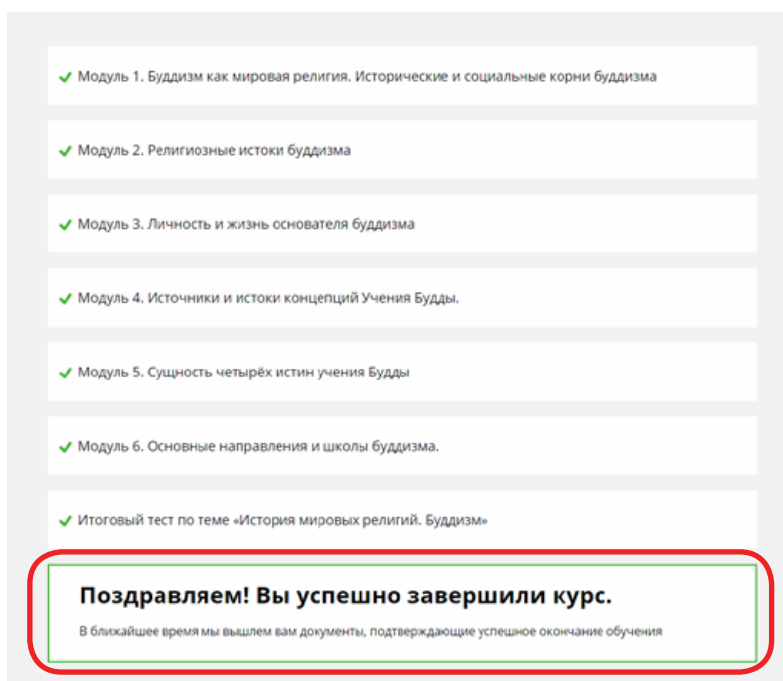 Модуль 1. Буддизм как мировая религия. Исторические и социальные корни буддизма
Модуль 2. Религиозные истоки буддизма
Модуль 3. Личность и жизнь основателя буддизма
Модуль 4. Источники и истоки концепций Учения Будды.
Модуль 5. Сущность четырёх истин учения Будды
Модуль 6. Основные направления и школы буддизма.
Итоговый тест по теме «История мировых религий. Буддизм»
Поздравляем! Вы успешно завершили курс.
В ближайшее время мы вышлем вам документы, подтверждающие успешное окончание обучения